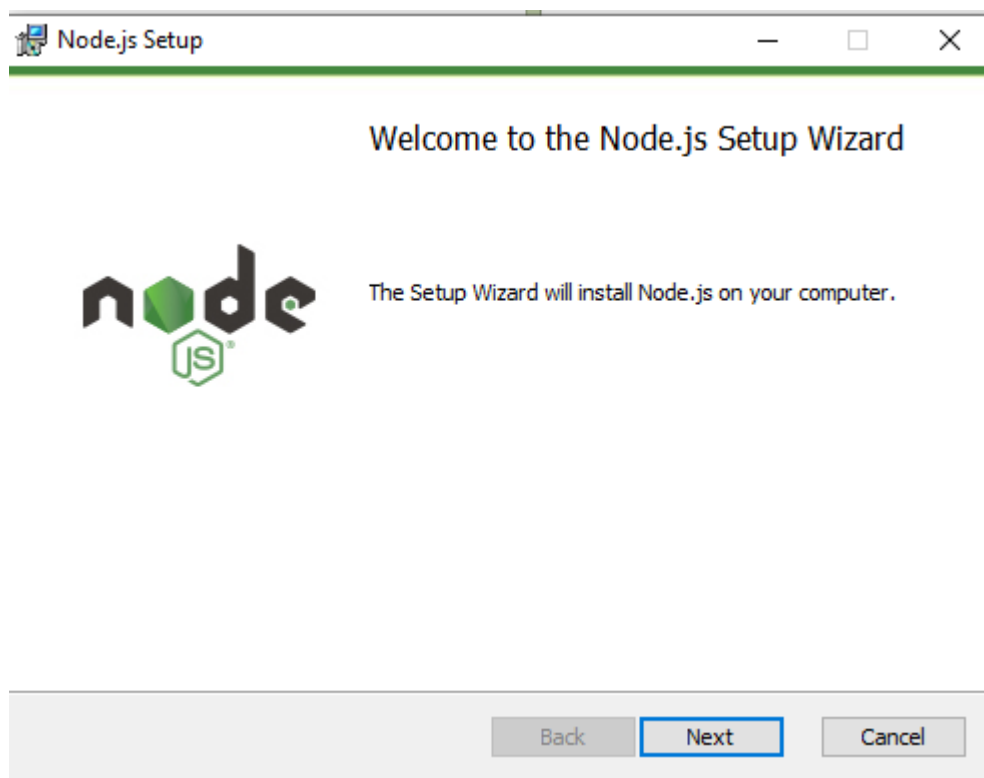 Node.js Setup
Welcome to the Node.js Setup Wizard
The Setup Wizard will install Node.js on your computer.
node
JS®
Back
Next
Cancel